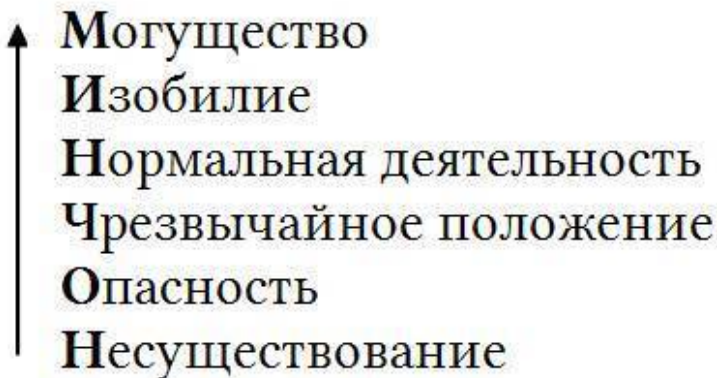 Могущество
Изобилие
Нормальная деятельность
Чрезвычайное положение
Опасность
Несуществование